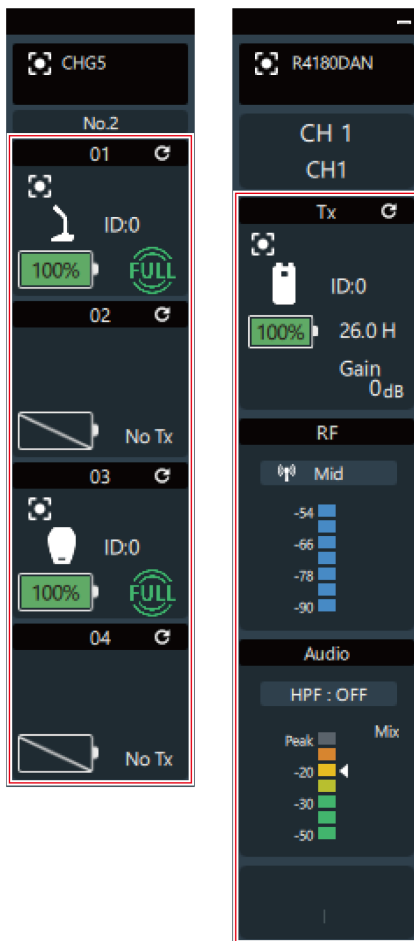 CHG5
No.2
01
ID:0
100% FULL
02
No Tx
03
ID:0
100% FULL
04
No Tx
R4180DAN
CH 1
CH1
Tx
ID:0
100% 26.0 H
Gain
0dB
RF
Mid
-54
-66
-78
-90
Audio
HPF : OFF
Peak Mix
-20
-30
-50